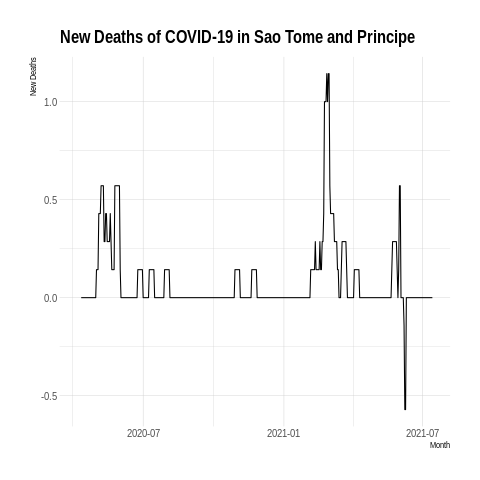 New Deaths of COVID-19 in Sao Tome and Principe
New Deaths
1.0
0.5
0.0
-0.5
2020-07 2021-01 2021-07
Month